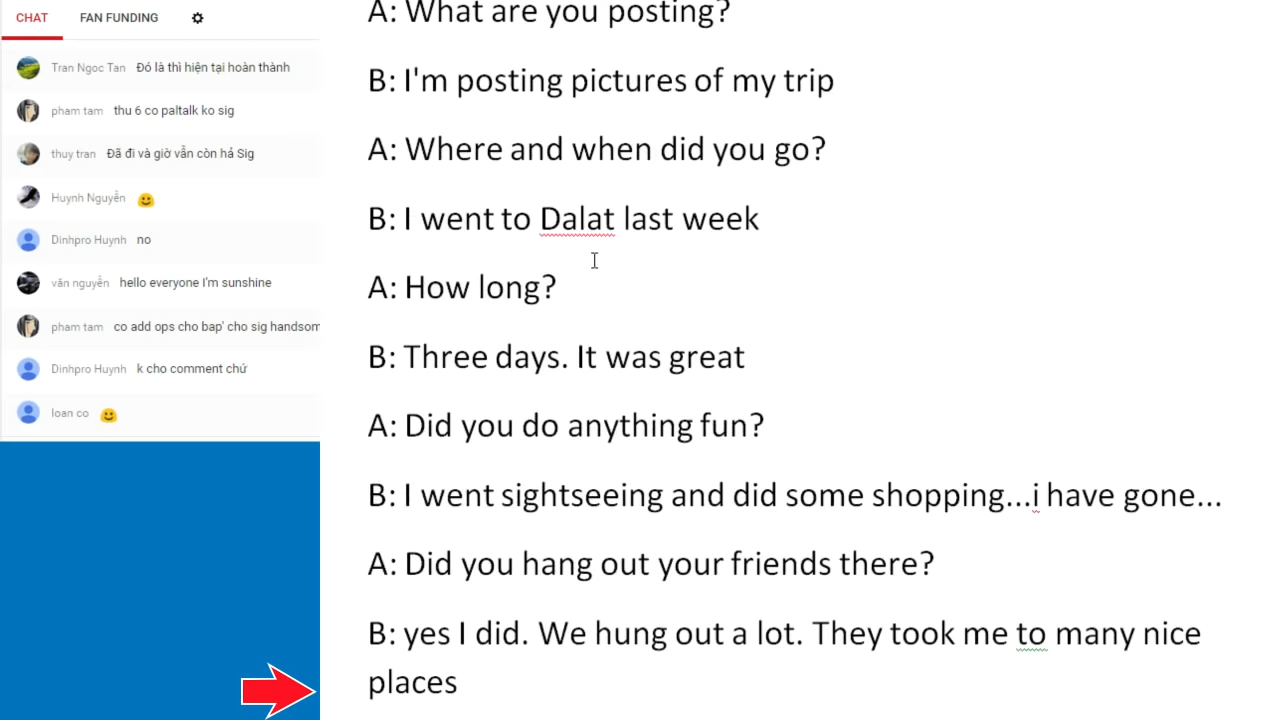 CHAT FAN FUNDING
Tran Ngoc Tan Đó là thì hiện tại hoàn thành
pham tam thu 6 co paltalk ko sig
thuy tran Đã đi và giờ vẫn còn hả Sig
Huynh Nguyễn
Dinhpro Huynh no
văn nguyễn hello everyone I'm sunshine
pham tam co add ops cho bap' cho sig handsom
Dinhpro Huynh k cho comment chứ
loan co
A: What are you posting?
B: I'm posting pictures of my trip
A: Where and when did you go?
B: I went to Dalat last week
A: How long?
B: Three days. It was great
A: Did you do anything fun?
B: I went sightseeing and did some shopping...i have gone...
A: Did you hang out your friends there?
B: yes I did. We hung out a lot. They took me to many nice
places